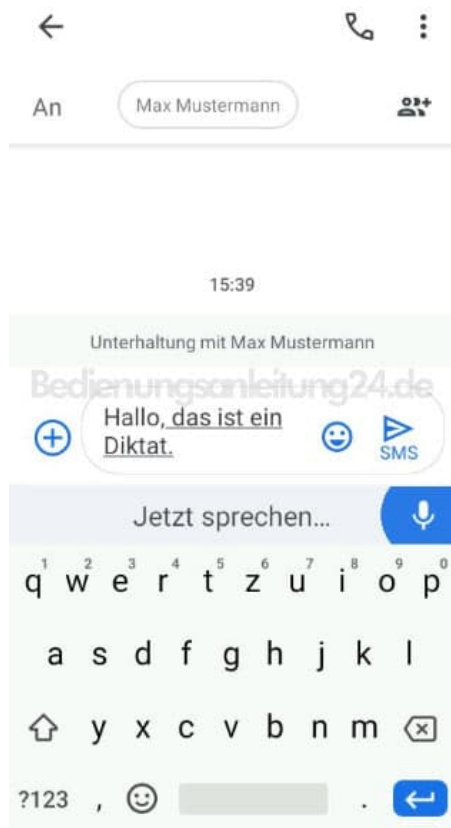 An Max Mustermann
15:39
Unterhaltung mit Max Mustermann
Bedienungsanleitung24.de
Hallo, das ist ein
Diktat.
SMS
Jetzt sprechen...
1 2 3 4 5 6 7 8 9 0
q w e r t z u i o p
a s d f g h j k l
y x c v b n m
?123 , .